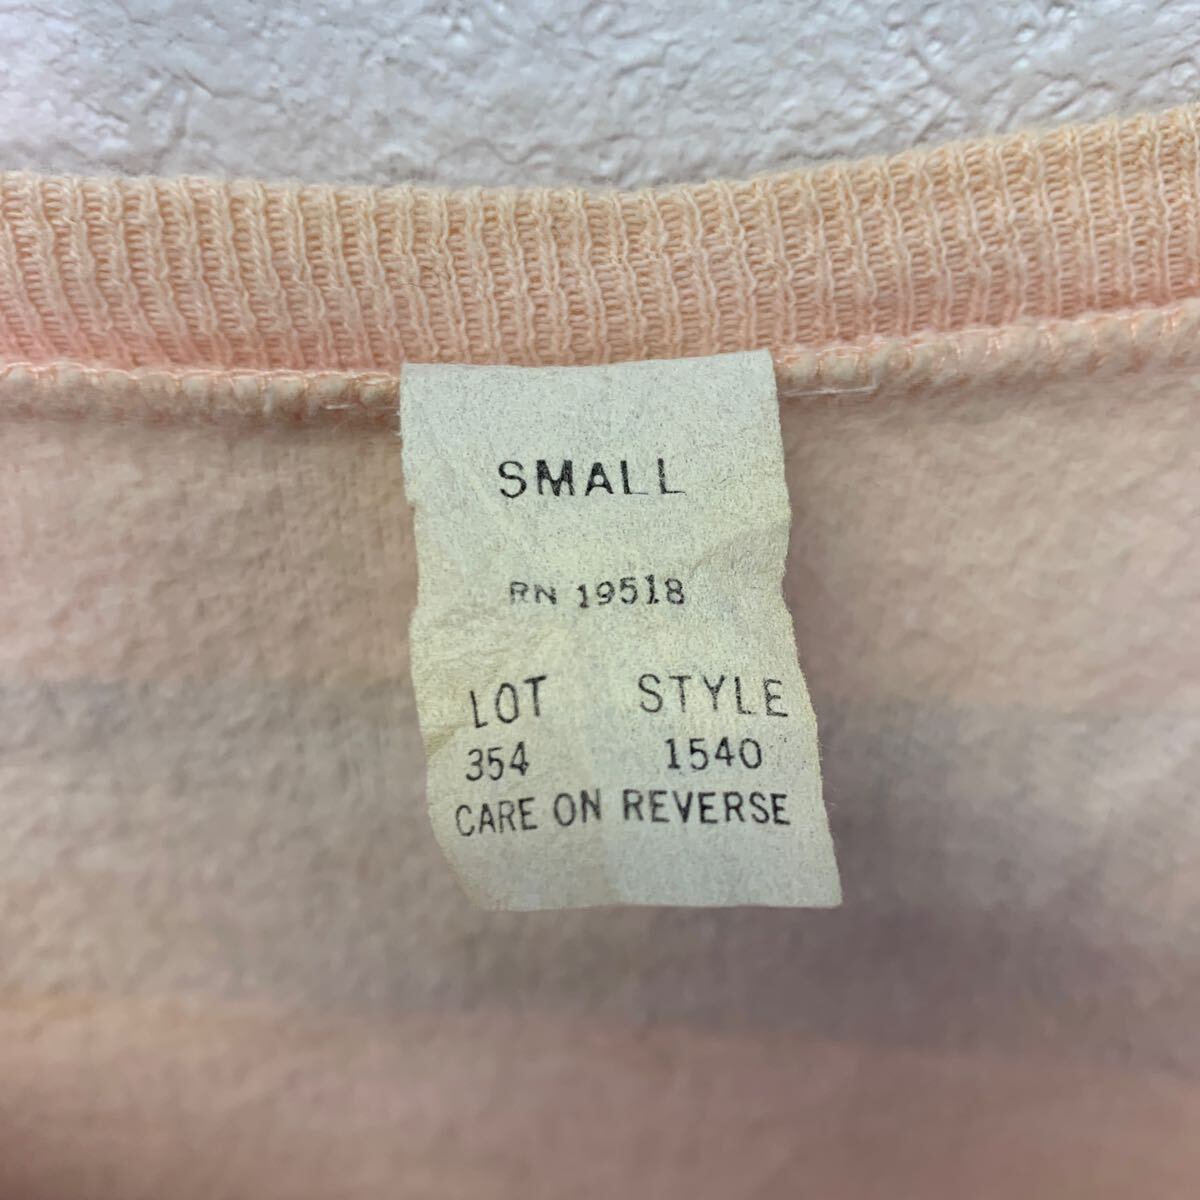 SMALL
RN 19518
LOT STYLE
354 1540
CARE ON REVERSE